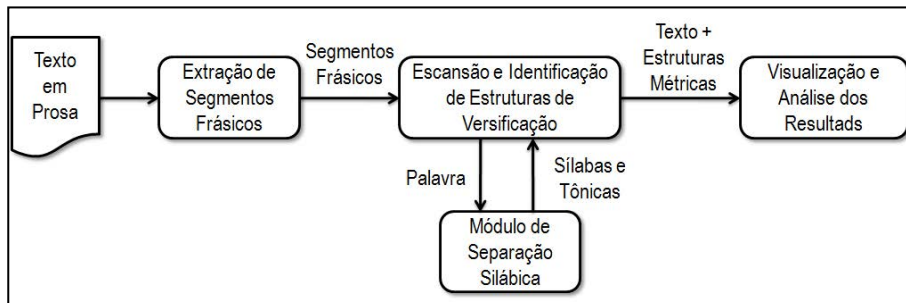 Texto
em
Prosa
Extração de
Segmentos
Frásicos
Segmentos
Frásicos
Escansão e Identificação
de Estruturas de
Versificação
Texto +
Estruturas
Métricas
Visualização e
Análise dos
Resultads
Palavra
Sílabas e
Tônicas
Módulo de
Separação
Silábica